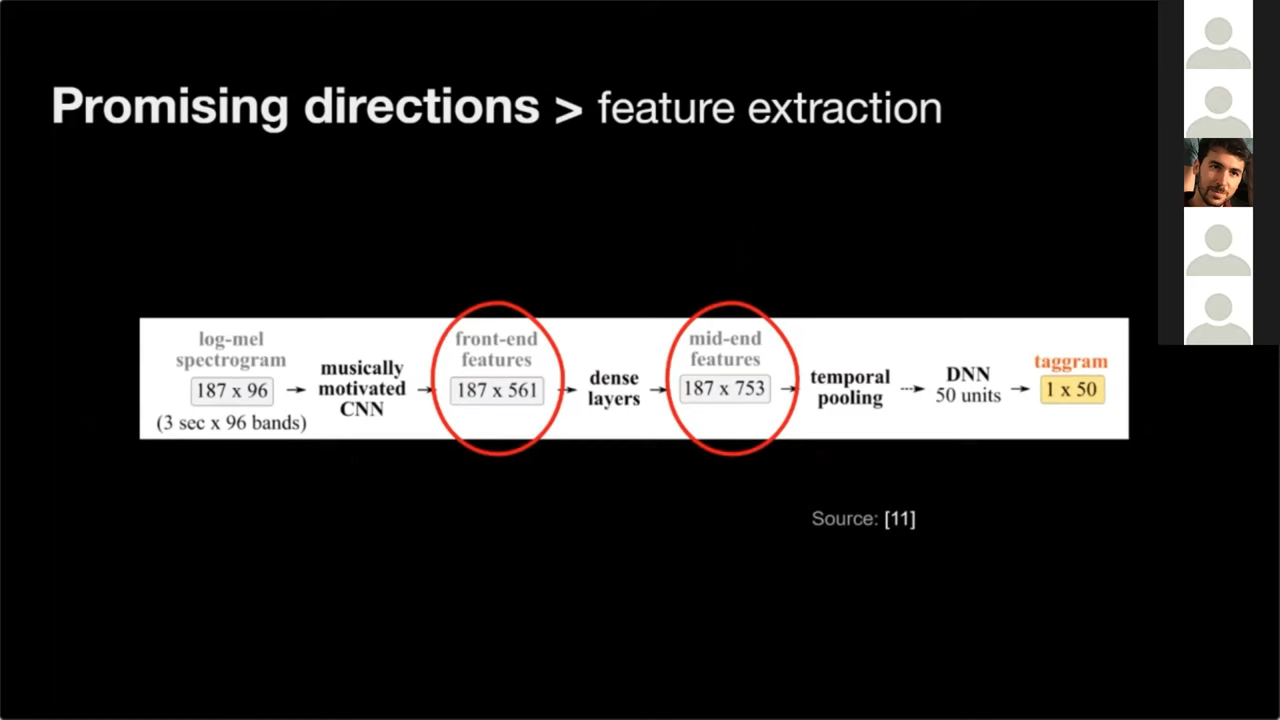 Promising directions > feature extraction
log-mel
spectrogram
187 x 96
(3 sec x 96 bands)
musically
motivated
CNN
front-end
features
187 x 561
dense
layers
mid-end
features
187 x 753
temporal
pooling
DNN
50 units
taggram
1 x 50
Source: [11]